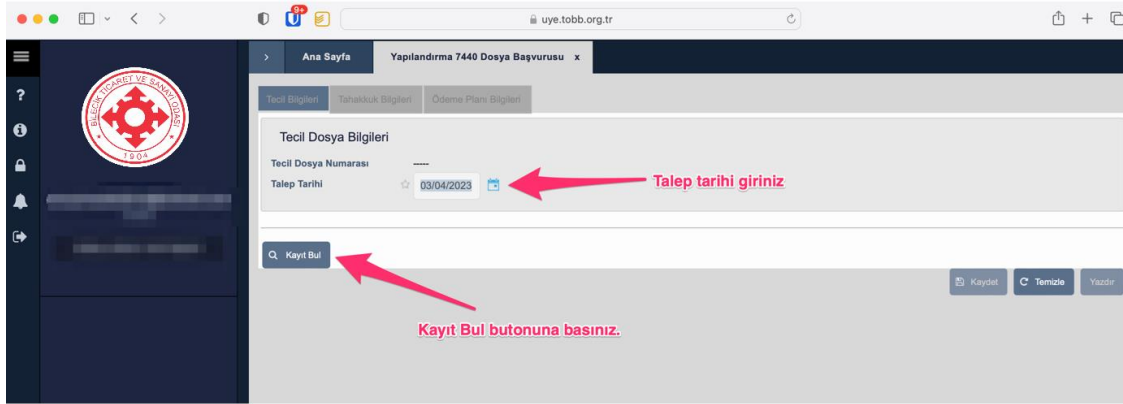 9+
uye.tobb.org.tr
Ana Sayfa
Yapılandırma 7440 Dosya Başvurusu x
BİLECİK TİCARET VE SANAYİ ODASI
1904
Tecil Bilgileri
Tahakkuk Bilgileri
Ödeme Planı Bilgileri
Tecil Dosya Bilgileri
Tecil Dosya Numarası -----
Talep Tarihi 03/04/2023
Talep tarihi giriniz
Kayıt Bul
Kaydet
Temizle
Yazdır
Kayıt Bul butonuna basınız.